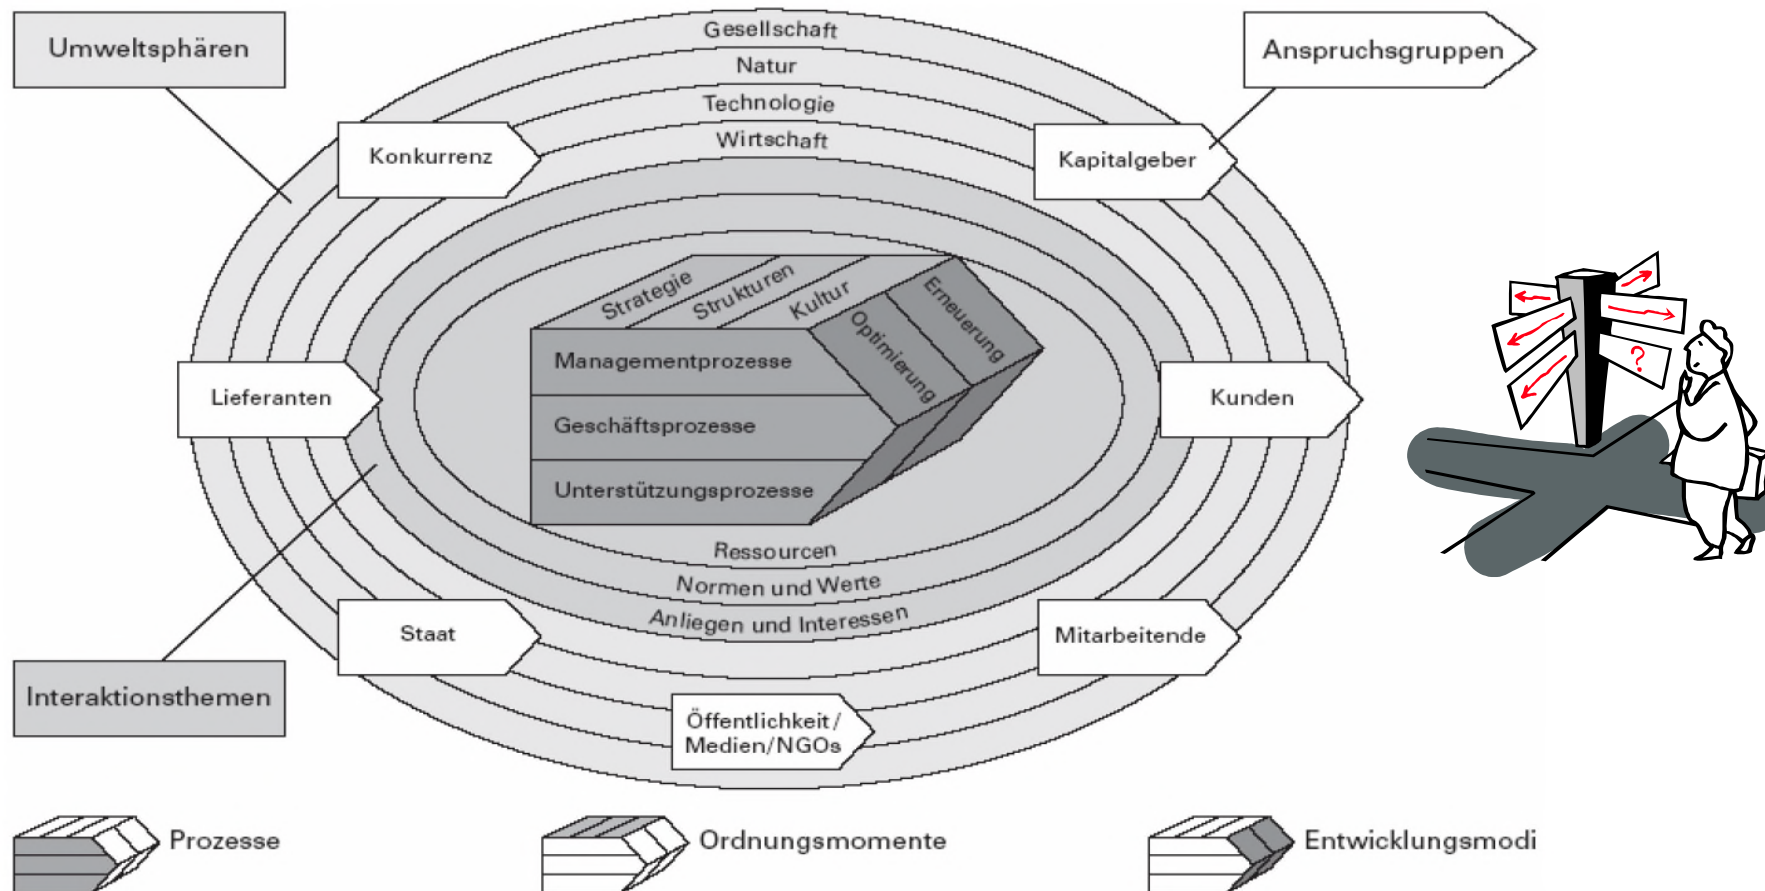 Umweltsphären
Anspruchsgruppen
Gesellschaft
Natur
Technologie
Wirtschaft
Konkurrenz
Kapitalgeber
Strategie
Strukturen
Kultur
Erneuerung
Optimierung
Managementprozesse
Geschäftsprozesse
Unterstützungsprozesse
Lieferanten
Kunden
?
Ressourcen
Normen und Werte
Anliegen und Interessen
Staat
Mitarbeitende
Interaktionsthemen
Öffentlichkeit/
Medien/NGOs
Prozesse
Ordnungsmomente
Entwicklungsmodi